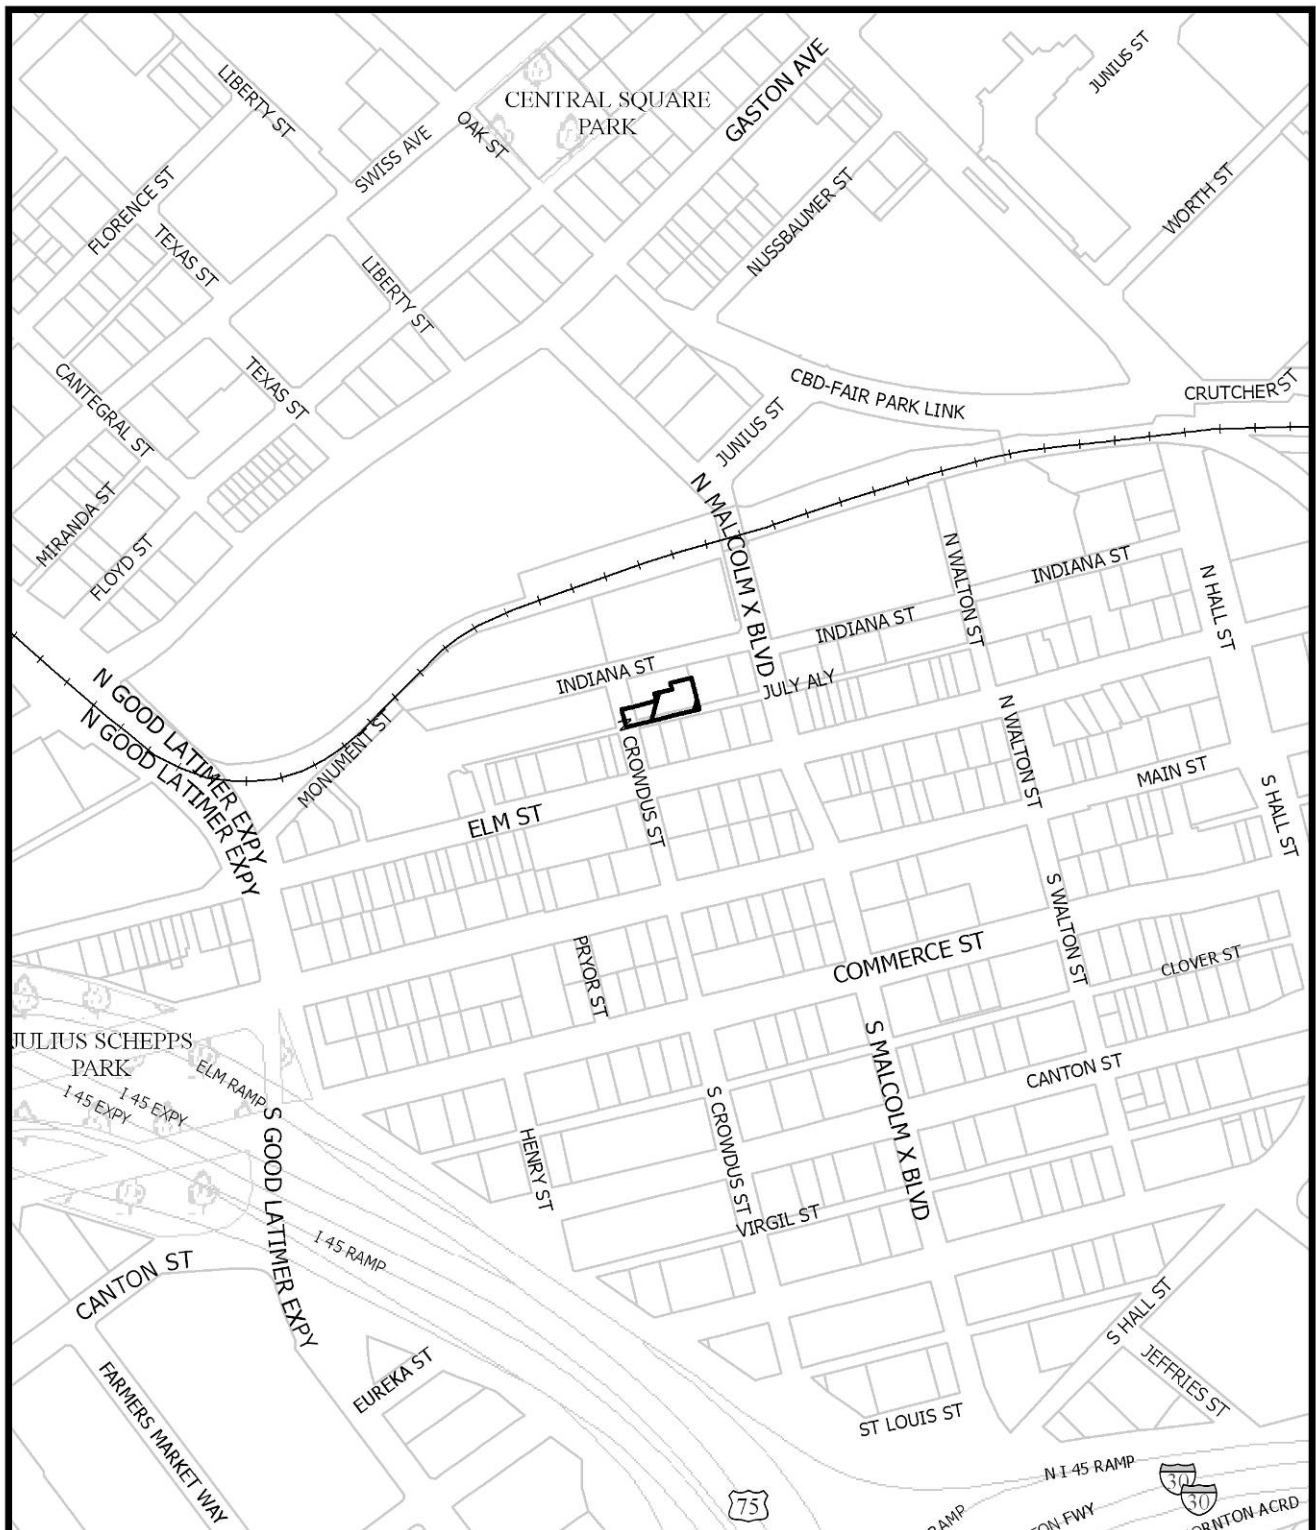 JUNIUS ST
GASTON AVE
LIBERTY ST
CENTRAL SQUARE
PARK
OAK ST
SWISS AVE
FLORENCE ST
WORTH ST
NUSSBAUMER ST
TEXAS ST
LIBERTY ST
CANTEGRAL ST
TEXAS ST
CBD-FAIR PARK LINK
CRUTCHER ST
JUNIUS ST
MIRANDA ST
FLOYD ST
N MALCOLM X BLVD
N WALTON ST
INDIANA ST
N HALL ST
INDIANA ST
INDIANA ST
JULY ALY
N GOOD LATIMER EXPY
N GOOD LATIMER EXPY
MONUMENT ST
CROWDUS ST
N WALTON ST
MAIN ST
S HALL ST
ELM ST
S WALTON ST
PRYOR ST
COMMERCE ST
CLOVER ST
JULIUS SCHEPPS
PARK
ELM RAMP
I 45 EXPY
I 45 EXPY
S MALCOLM X BLVD
CANTON ST
S CROWDUS ST
S GOOD LATIMER EXPY
HENRY ST
VIRGIL ST
I 45 RAMP
CANTON ST
S HALL ST
JEFFRIES ST
EUREKA ST
FARMERS MARKET WAY
ST LOUIS ST
N I 45 RAMP
30
30
75
RAMP
TON FWY
ORNTON ACRD